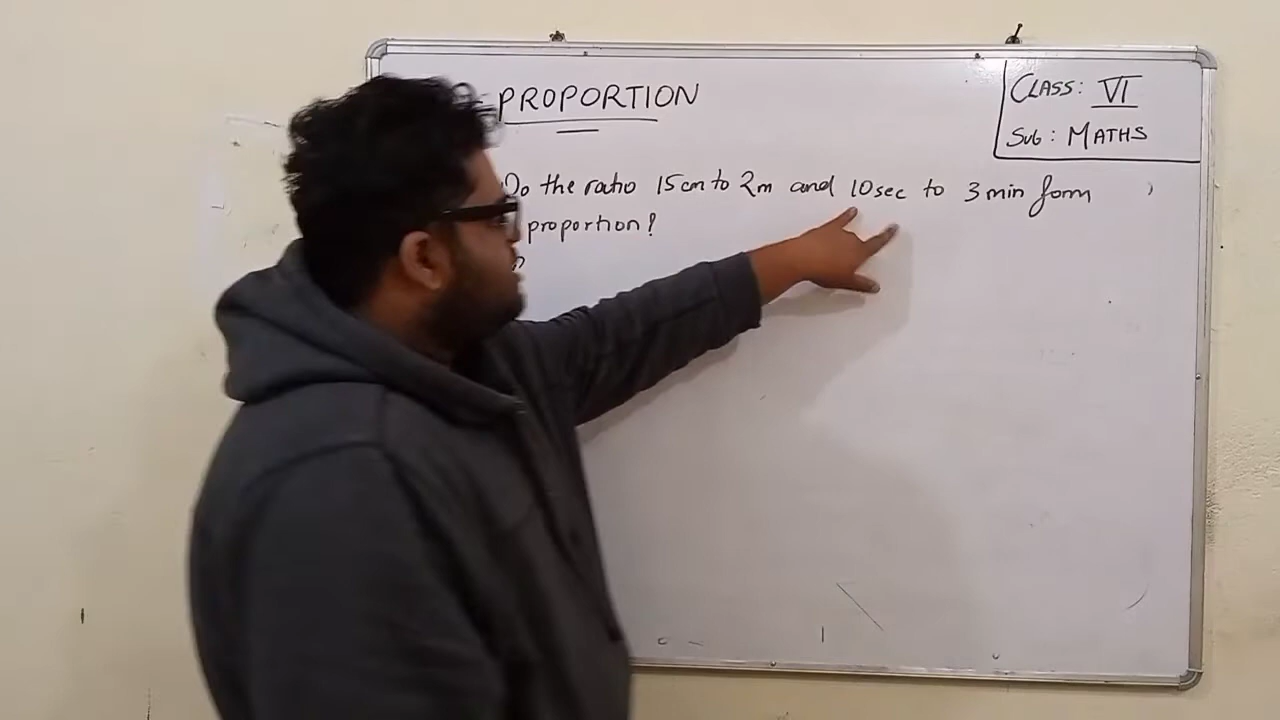 PROPORTION
CLASS: VI
SUB: MATHS
Do the ratio 15cm to 2m and 10sec to 3min form
proportion?